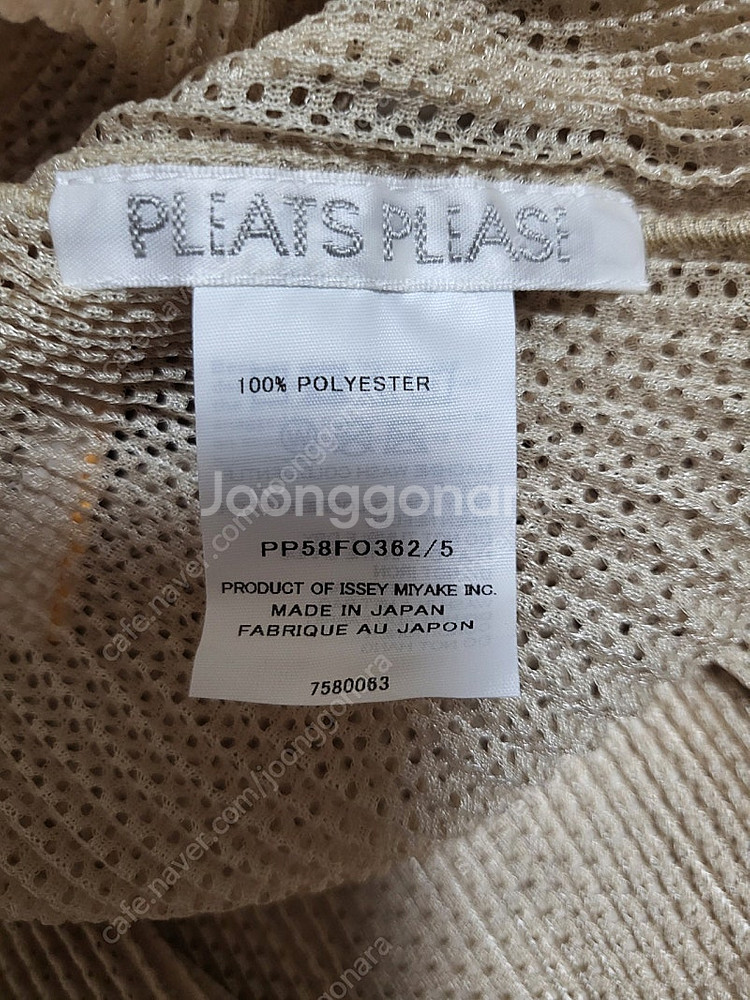 PLEATS PLEASE
100% POLYESTER
Joonggonara
PP58FO362/5
PRODUCT OF ISSEY MIYAKE INC.
MADE IN JAPAN
FABRIQUE AU JAPON
7580063
cafe.naver.com/joonggonara
cafe.naver.com/joonggonara